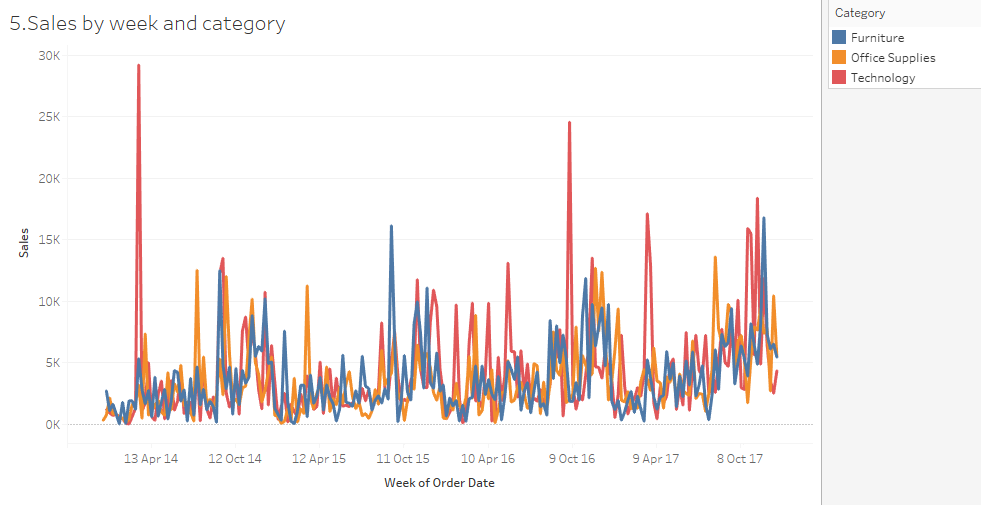 5.Sales by week and category
Category
Furniture
Office Supplies
Technology
30K
25K
20K
15K
10K
5K
0K
Sales
13 Apr 14
12 Oct 14
12 Apr 15
11 Oct 15
10 Apr 16
9 Oct 16
9 Apr 17
8 Oct 17
Week of Order Date